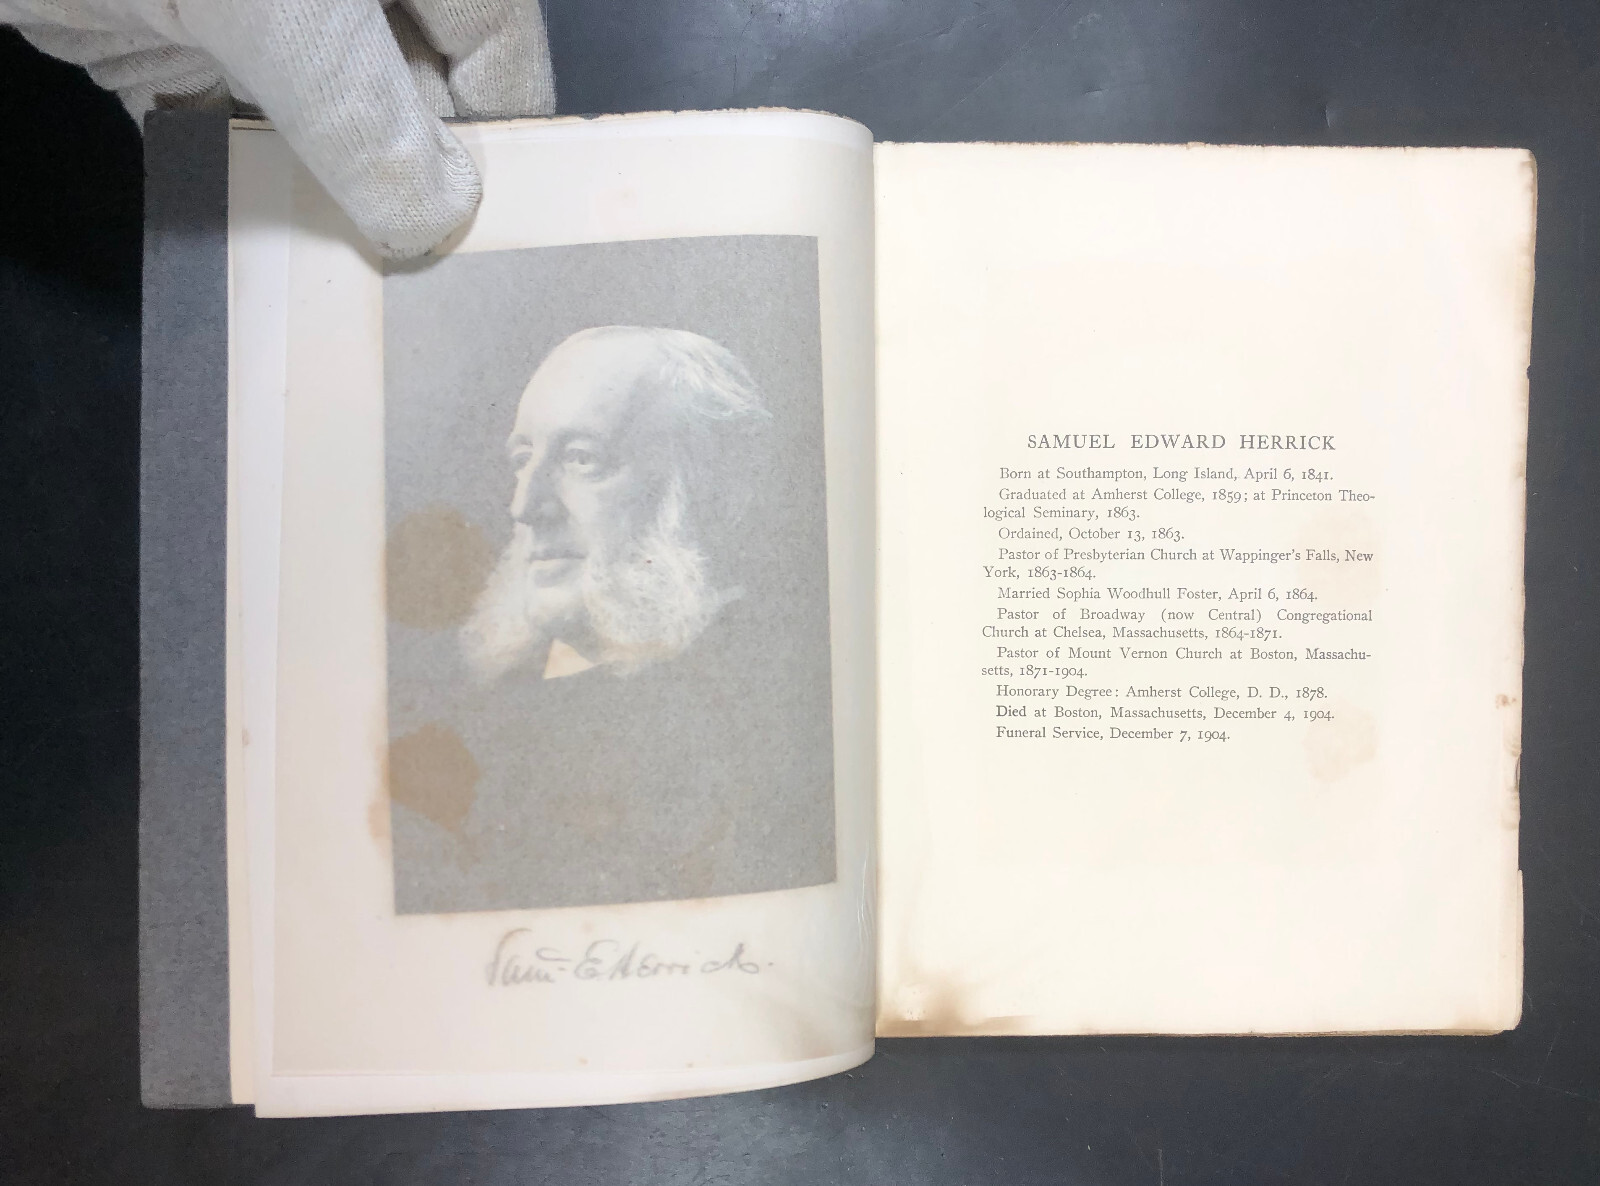 Sam. E. Herrick.
SAMUEL EDWARD HERRICK
Born at Southampton, Long Island, April 6, 1841.
Graduated at Amherst College, 1859; at Princeton Theo-
logical Seminary, 1863.
Ordained, October 13, 1863.
Pastor of Presbyterian Church at Wappinger's Falls, New
York, 1863-1864.
Married Sophia Woodhull Foster, April 6, 1864.
Pastor of Broadway (now Central) Congregational
Church at Chelsea, Massachusetts, 1864-1871.
Pastor of Mount Vernon Church at Boston, Massachu-
setts, 1871-1904.
Honorary Degree: Amherst College, D. D., 1878.
Died at Boston, Massachusetts, December 4, 1904.
Funeral Service, December 7, 1904.